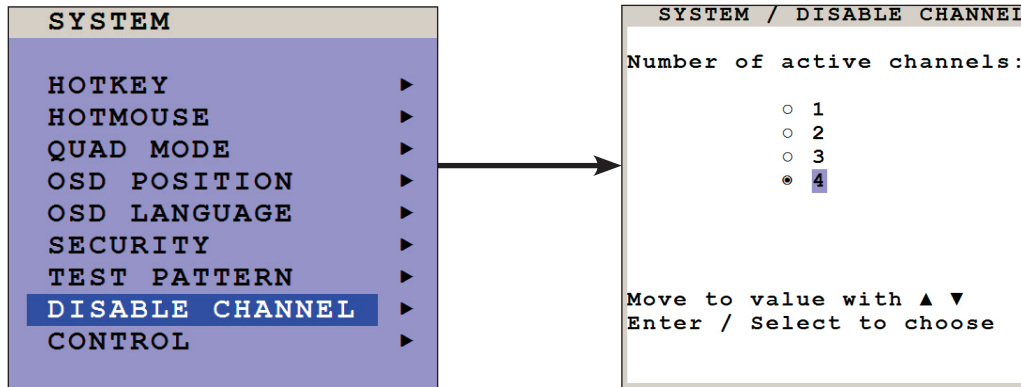 SYSTEM
HOTKEY ►
HOTMOUSE ►
QUAD MODE ►
OSD POSITION ►
OSD LANGUAGE ►
SECURITY ►
TEST PATTERN ►
DISABLE CHANNEL ►
CONTROL ►
SYSTEM / DISABLE CHANNEL
Number of active channels:
○ 1
○ 2
○ 3
◉ 4
Move to value with ▲ ▼
Enter / Select to choose